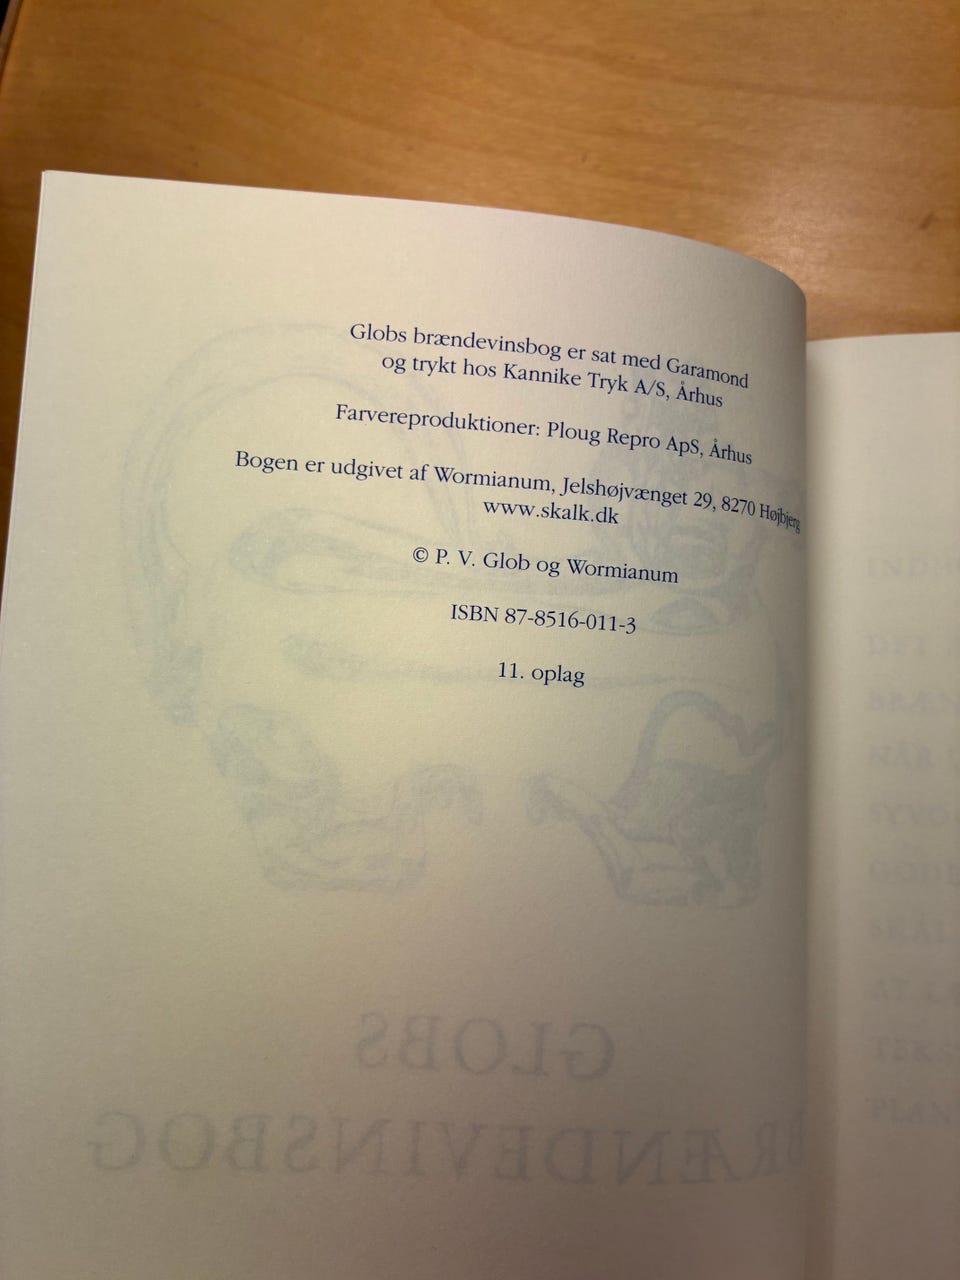 Globs brændevinsbog er sat med Garamond
og trykt hos Kannike Tryk A/S, Århus
Farvereproduktioner: Ploug Repro ApS, Århus
Bogen er udgivet af Wormianum, Jelshøjvænget 29, 8270 Højbjerg
www.skalk.dk
© P. V. Glob og Wormianum
ISBN 87-8516-011-3
11. oplag
GLOBS
BRÆNDEVINSBOG